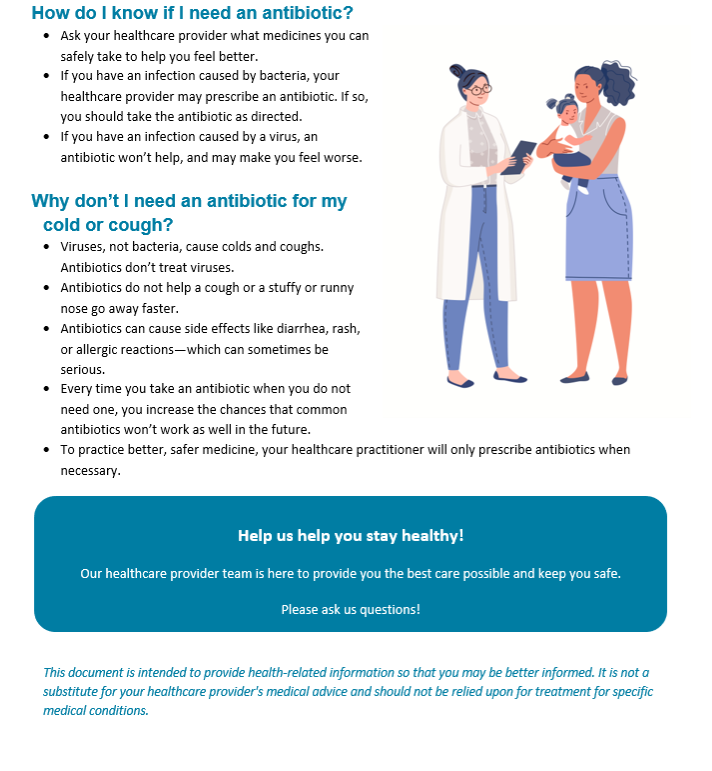 How do I know if I need an antibiotic?
• Ask your healthcare provider what medicines you can
safely take to help you feel better.
• If you have an infection caused by bacteria, your
healthcare provider may prescribe an antibiotic. If so,
you should take the antibiotic as directed.
• If you have an infection caused by a virus, an
antibiotic won’t help, and may make you feel worse.
Why don’t I need an antibiotic for my
cold or cough?
• Viruses, not bacteria, cause colds and coughs.
Antibiotics don’t treat viruses.
• Antibiotics do not help a cough or a stuffy or runny
nose go away faster.
• Antibiotics can cause side effects like diarrhea, rash,
or allergic reactions—which can sometimes be
serious.
• Every time you take an antibiotic when you do not
need one, you increase the chances that common
antibiotics won’t work as well in the future.
• To practice better, safer medicine, your healthcare practitioner will only prescribe antibiotics when
necessary.
Help us help you stay healthy!
Our healthcare provider team is here to provide you the best care possible and keep you safe.
Please ask us questions!
This document is intended to provide health-related information so that you may be better informed. It is not a
substitute for your healthcare provider's medical advice and should not be relied upon for treatment for specific
medical conditions.